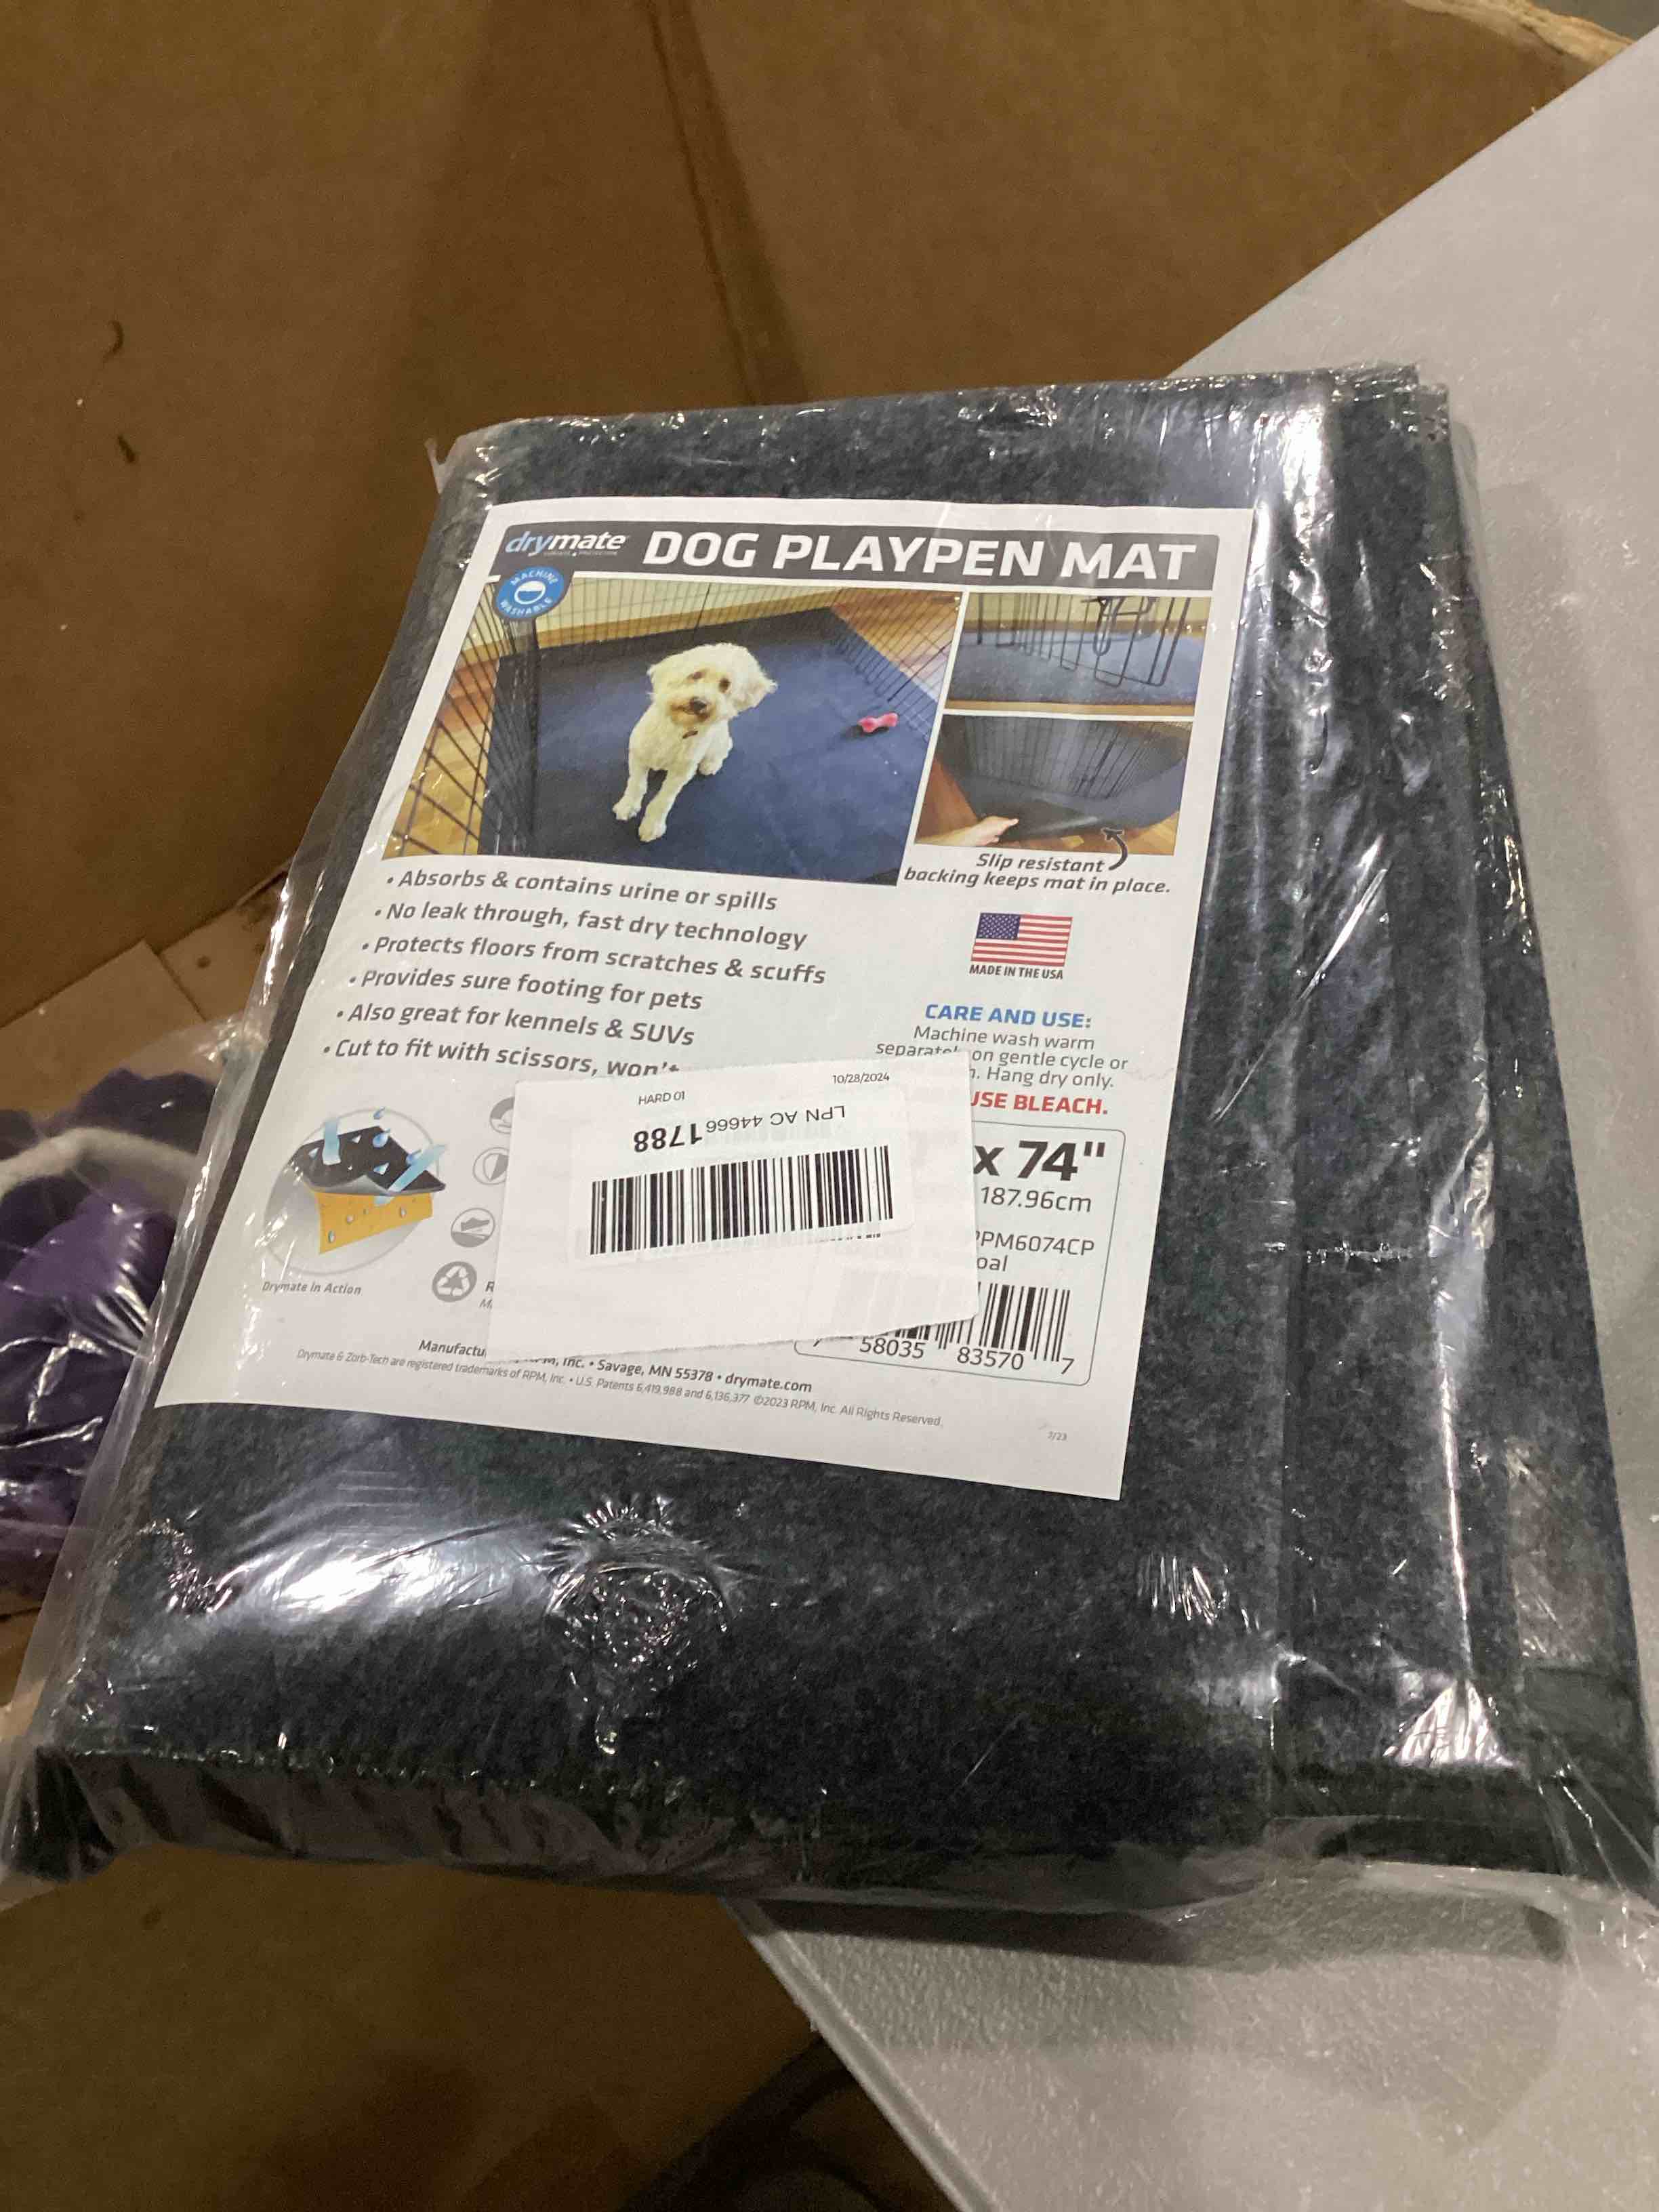 drymate DOG PLAYPEN MAT
MACHINE
WASHABLE
Slip resistant
backing keeps mat in place.
• Absorbs & contains urine or spills
• No leak through, fast dry technology
• Protects floors from scratches & scuffs
• Provides sure footing for pets
• Also great for kennels & SUVs
• Cut to fit with scissors, won't
MADE IN THE USA
CARE AND USE:
Machine wash warm
on gentle cycle or
Hang dry only.
USE BLEACH.
HARD 01
10/28/2024
LPN AC 44666 1788
x 74"
187.96cm
PPM6074CP
58035 83570 7
Drymate in Action
Inc. • Savage, MN 55378 • drymate.com
Drymate & Zorb-Tech are registered trademarks of RPM, Inc. • U.S. Patents 6,419,988 and 6,136,377 ©2023 RPM, Inc. All Rights Reserved.
7/23